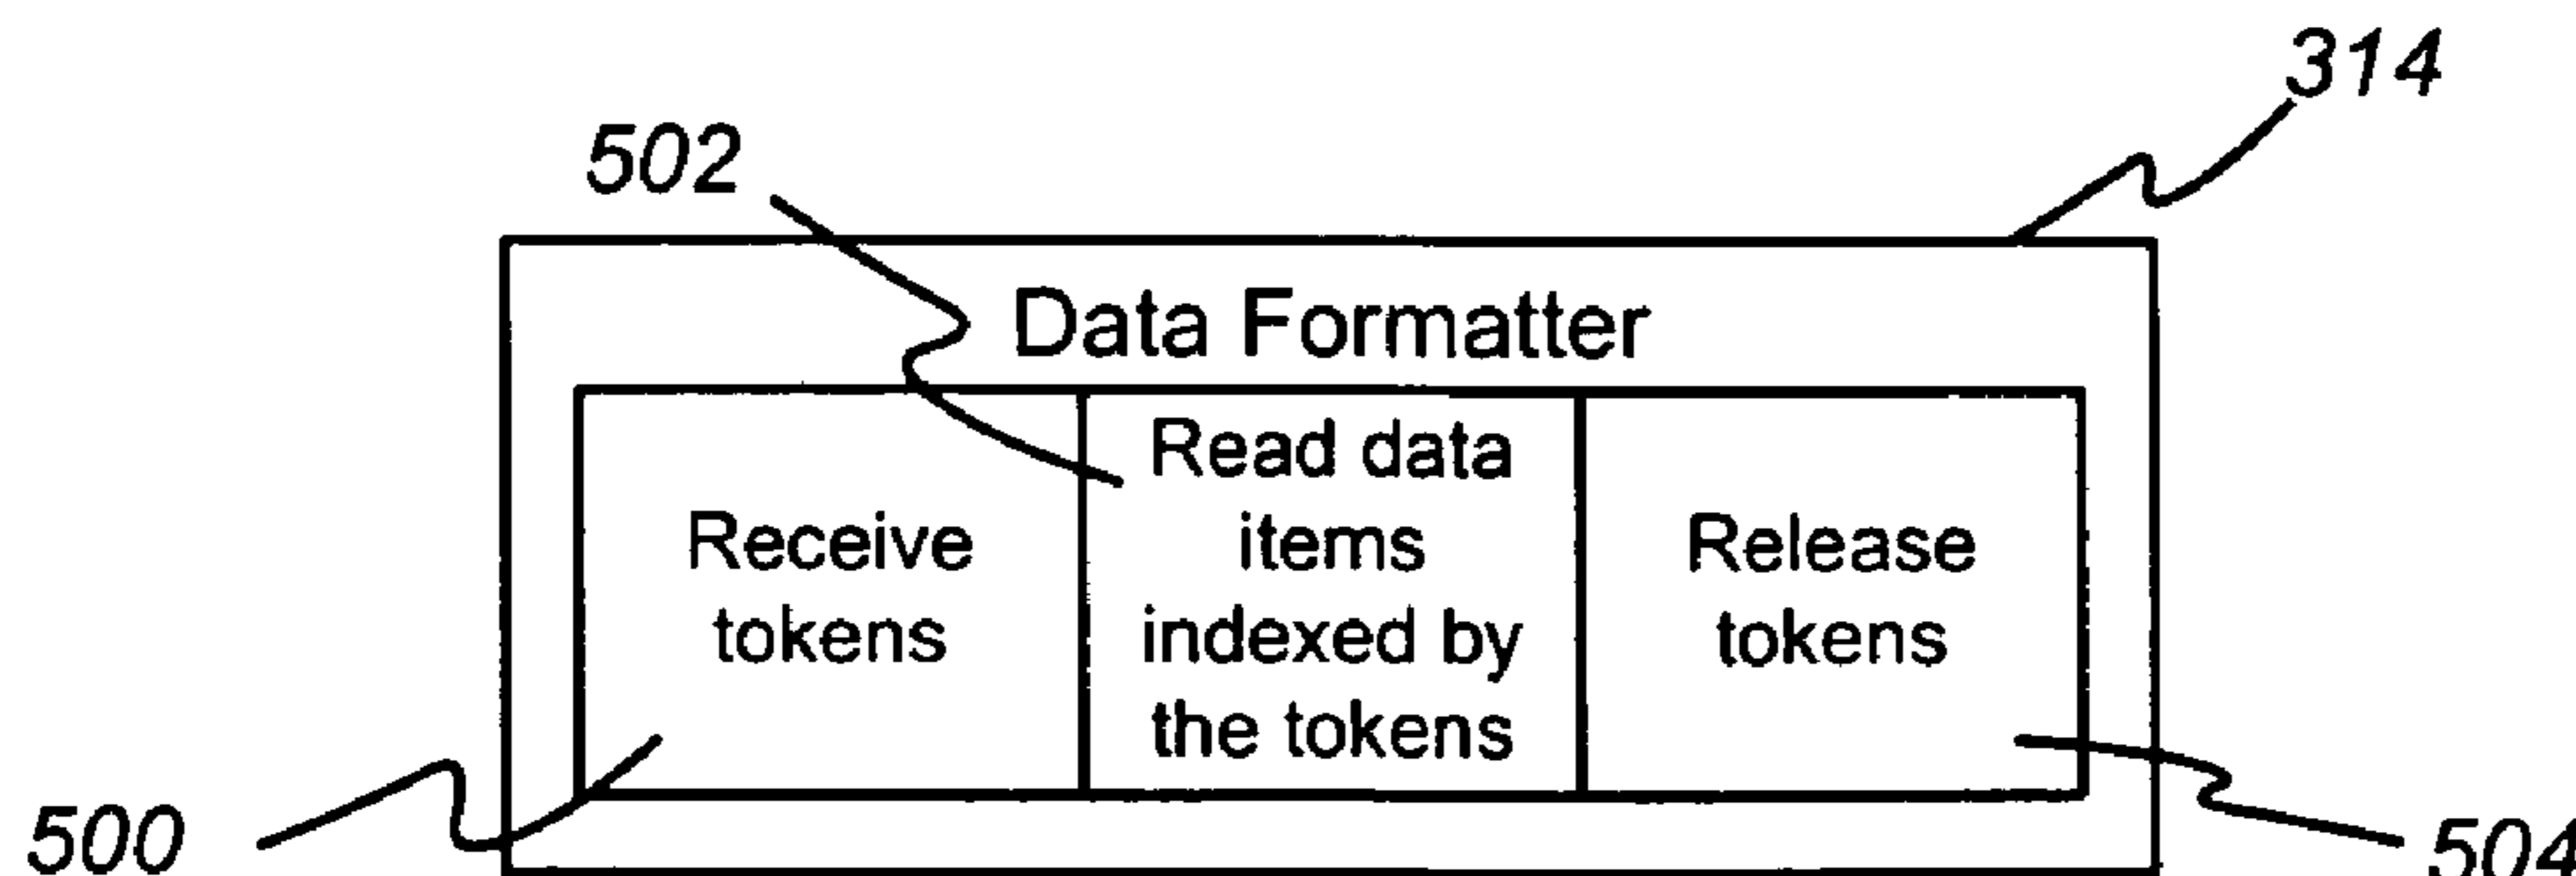 314
502
Data Formatter
Receive
tokens
Read data
items
indexed by
the tokens
Release
tokens
500
504